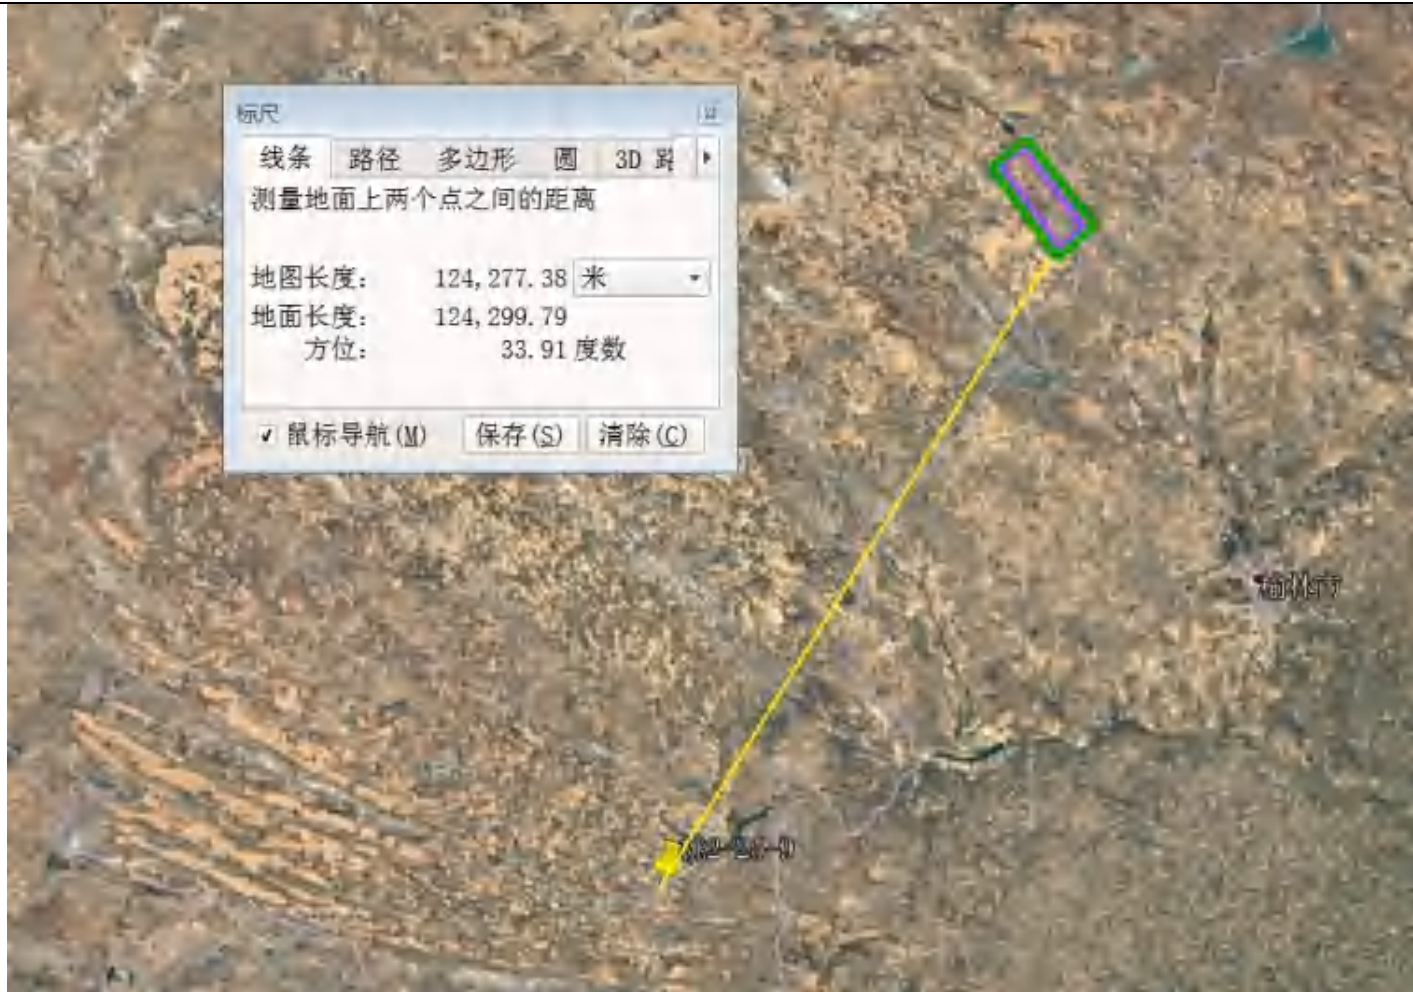 标尺
线条 路径 多边形 圆 3D 路
测量地面上两个点之间的距离
地图长度: 124,277.38 米
地面长度: 124,299.79
方位: 33.91 度数
鼠标导航(M) 保存(S) 清除(C)
榆林市